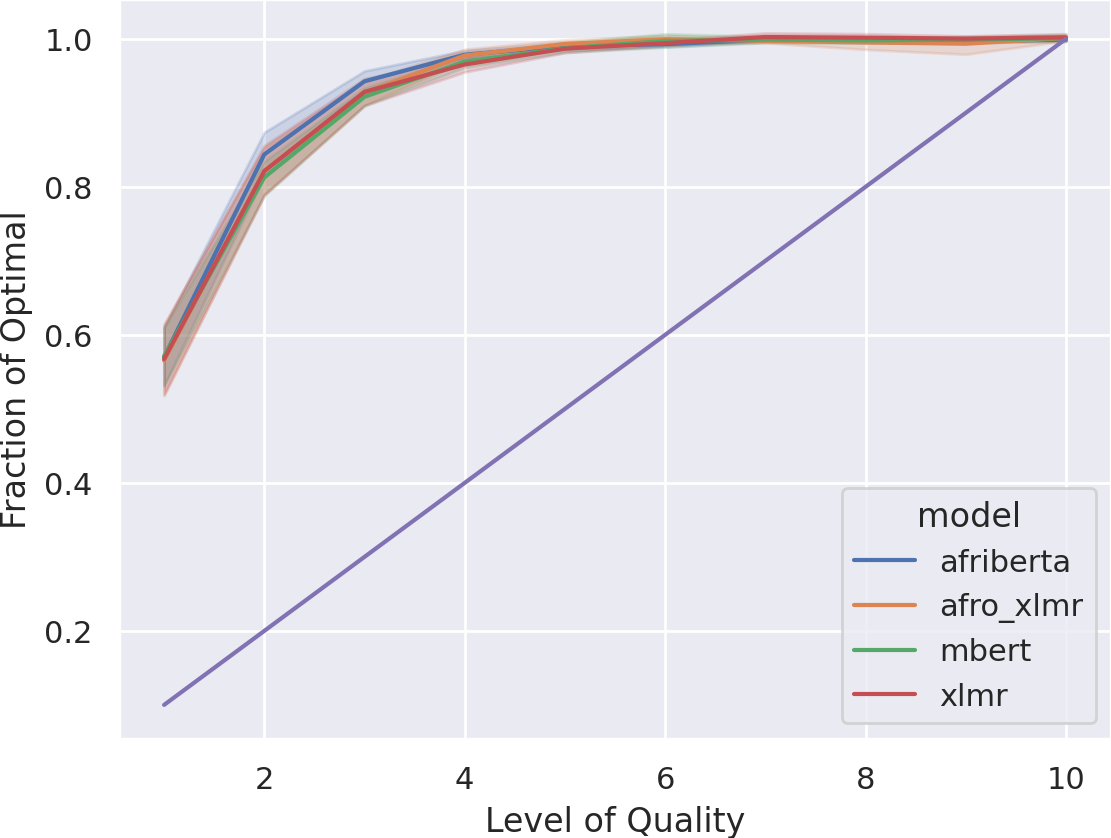 Fraction of Optimal
1.0
0.8
0.6
0.4
0.2
2 4 6 8 10
Level of Quality
model
afriberta
afro_xlmr
mbert
xlmr